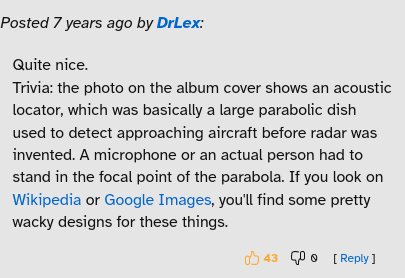 Posted 7 years ago by DrLex:
Quite nice.
Trivia: the photo on the album cover shows an acoustic
locator, which was basically a large parabolic dish
used to detect approaching aircraft before radar was
invented. A microphone or an actual person had to
stand in the focal point of the parabola. If you look on
Wikipedia or Google Images, you'll find some pretty
wacky designs for these things.
43 0 [ Reply ]